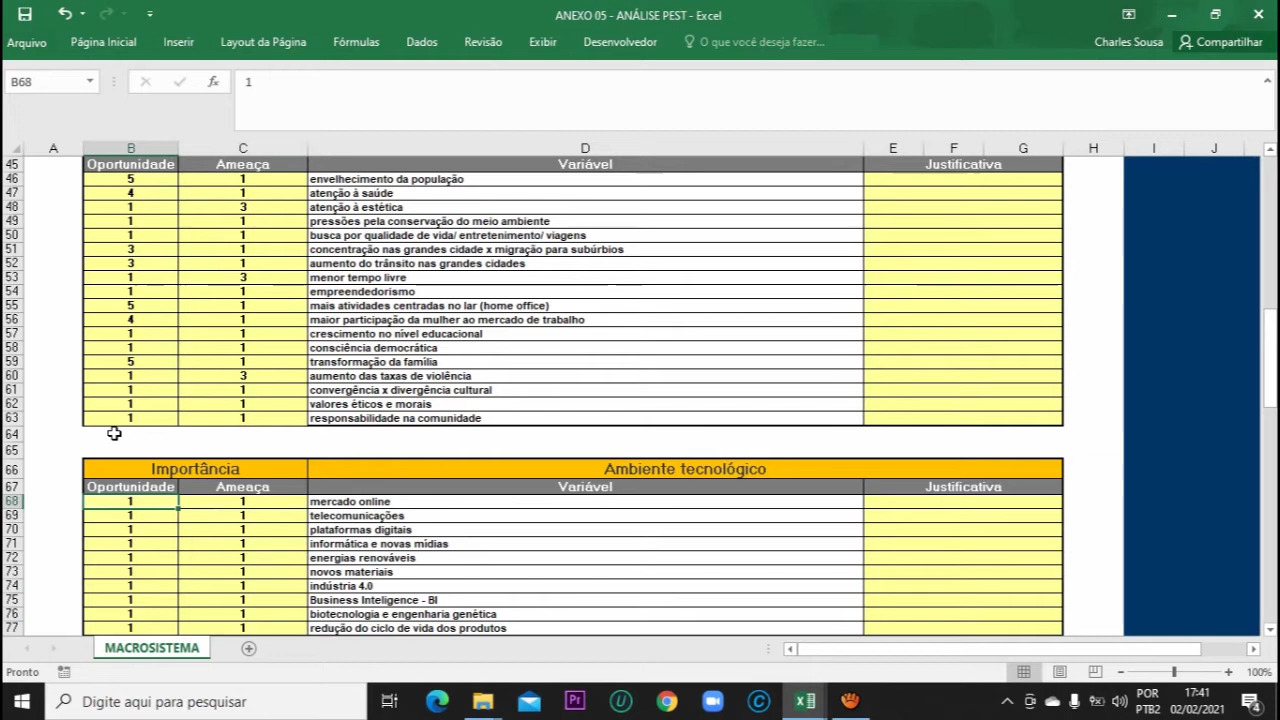 ANEXO 05 - ANÁLISE PEST - Excel
Arquivo Página Inicial Inserir Layout da Página Fórmulas Dados Revisão Exibir Desenvolvedor O que você deseja fazer... Charles Sousa Compartilhar
B68 fx 1
A B C D E F G H I J
45 Oportunidade Ameaça Variável Justificativa
46 5 1 envelhecimento da população
47 4 1 atenção à saúde
48 1 3 atenção à estética
49 1 1 pressões pela conservação do meio ambiente
50 1 1 busca por qualidade de vida/ entretenimento/ viagens
51 3 1 concentração nas grandes cidade x migração para subúrbios
52 3 1 aumento do trânsito nas grandes cidades
53 1 3 menor tempo livre
54 1 1 empreendedorismo
55 5 1 mais atividades centradas no lar (home office)
56 4 1 maior participação da mulher ao mercado de trabalho
57 1 1 crescimento no nível educacional
58 1 1 consciência democrática
59 5 1 transformação da família
60 1 3 aumento das taxas de violência
61 1 1 convergência x divergência cultural
62 1 1 valores éticos e morais
63 1 1 responsabilidade na comunidade
64
65
66 Importância Ambiente tecnológico
67 Oportunidade Ameaça Variável Justificativa
68 1 1 mercado online
69 1 1 telecomunicações
70 1 1 plataformas digitais
71 1 1 informática e novas mídias
72 1 1 energias renováveis
73 1 1 novos materiais
74 1 1 indústria 4.0
75 1 1 Business Inteligence - BI
76 1 1 biotecnologia e engenharia genética
77 1 1 redução do ciclo de vida dos produtos
MACROSISTEMA
Pronto 100%
Digite aqui para pesquisar
POR
PTB2
17:41
02/02/2021
4